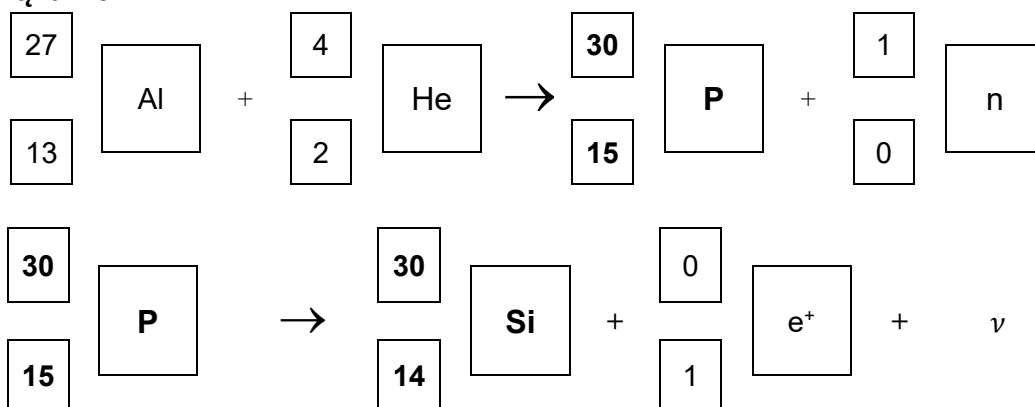 27 4 30 1
Al + He → P + n
13 2 15 0
30 30 0
P → Si + e⁺ + ν
15 14 1